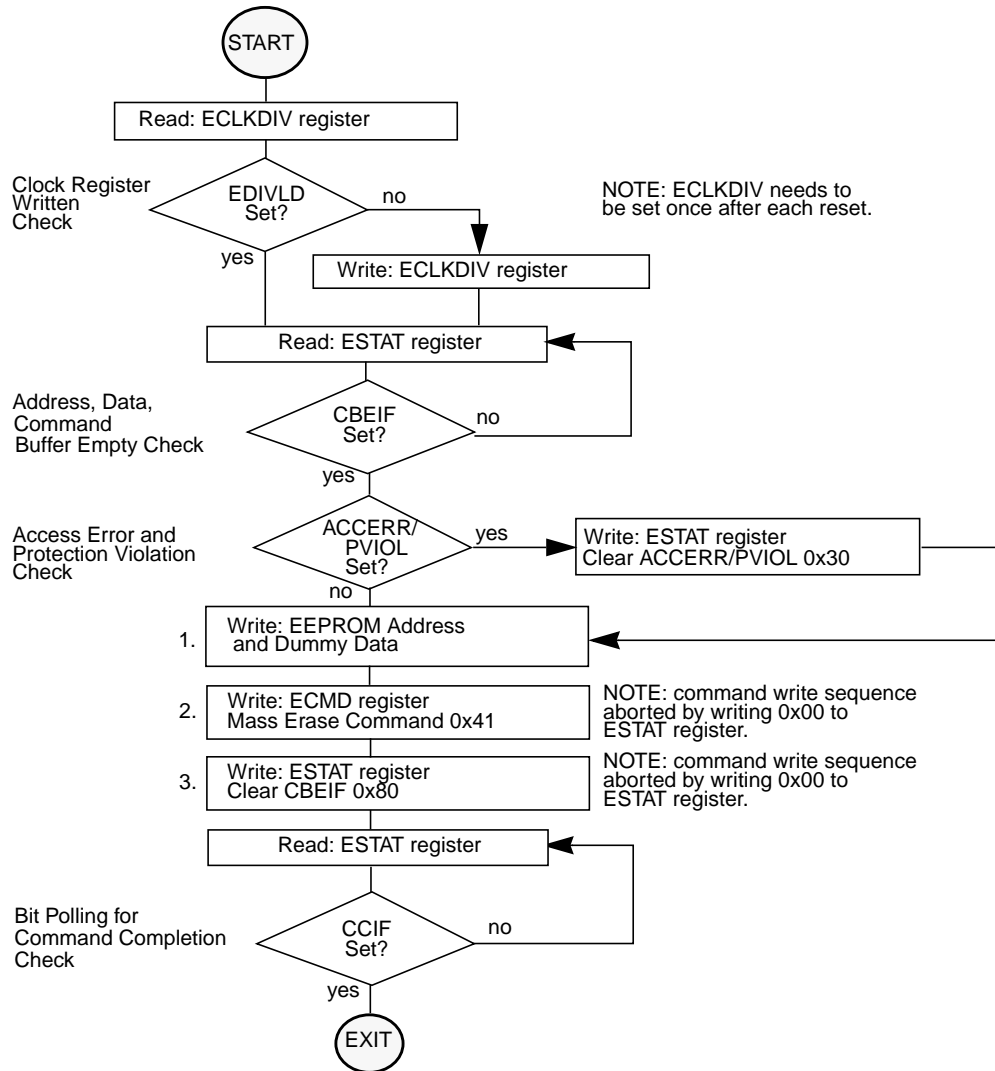 START
Read: ECLKDIV register
Clock Register
Written
Check
EDIVLD
Set?
no
yes
NOTE: ECLKDIV needs to
be set once after each reset.
Write: ECLKDIV register
Read: ESTAT register
Address, Data,
Command
Buffer Empty Check
CBEIF
Set?
no
yes
Access Error and
Protection Violation
Check
ACCERR/
PVIOL
Set?
yes
no
Write: ESTAT register
Clear ACCERR/PVIOL 0x30
1.
Write: EEPROM Address
and Dummy Data
2.
Write: ECMD register
Mass Erase Command 0x41
NOTE: command write sequence
aborted by writing 0x00 to
ESTAT register.
3.
Write: ESTAT register
Clear CBEIF 0x80
NOTE: command write sequence
aborted by writing 0x00 to
ESTAT register.
Read: ESTAT register
Bit Polling for
Command Completion
Check
CCIF
Set?
no
yes
EXIT